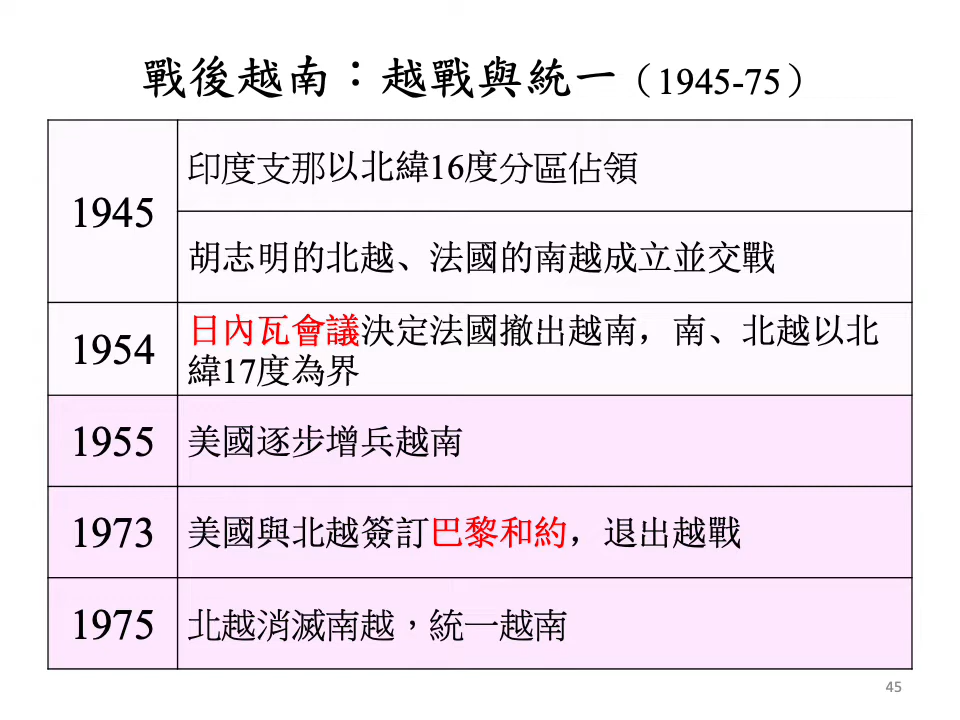 戰後越南：越戰與統一（1945-75）
1945
印度支那以北緯16度分區佔領
胡志明的北越、法國的南越成立並交戰
1954
日內瓦會議決定法國撤出越南，南、北越以北
緯17度為界
1955
美國逐步增兵越南
1973
美國與北越簽訂巴黎和約，退出越戰
1975
北越消滅南越，統一越南
45